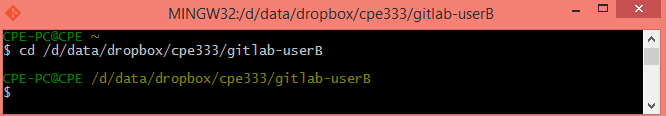 MINGW32:/d/data/dropbox/cpe333/gitlab-userB
CPE-PC@CPE ~
$ cd /d/data/dropbox/cpe333/gitlab-userB
CPE-PC@CPE /d/data/dropbox/cpe333/gitlab-userB
$